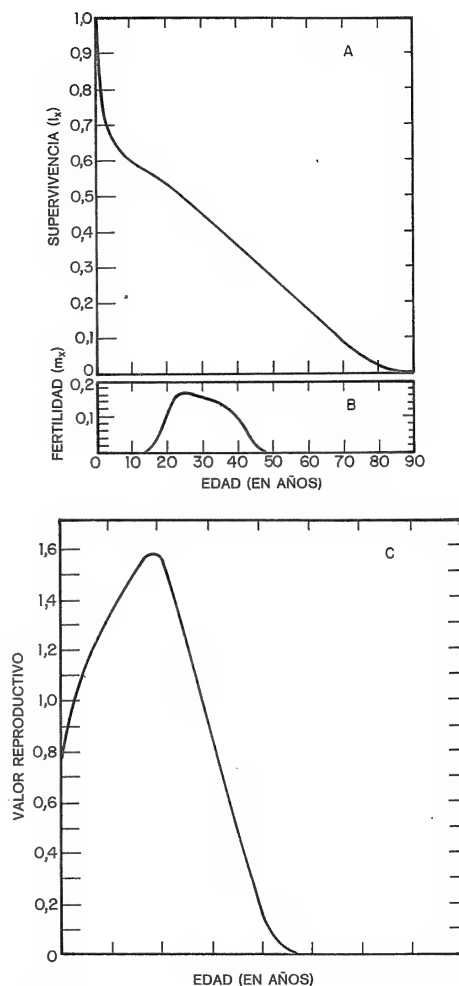 A
SUPERVIVENCIA (lₓ)
1,0
0,9
0,8
0,7
0,6
0,5
0,4
0,3
0,2
0,1
0
B
FERTILIDAD (mₓ)
0,2
0,1
0 10 20 30 40 50 60 70 80 90
EDAD (EN AÑOS)
C
VALOR REPRODUCTIVO
1,6
1,4
1,2
1,0
0,8
0,6
0,4
0,2
0
EDAD (EN AÑOS)